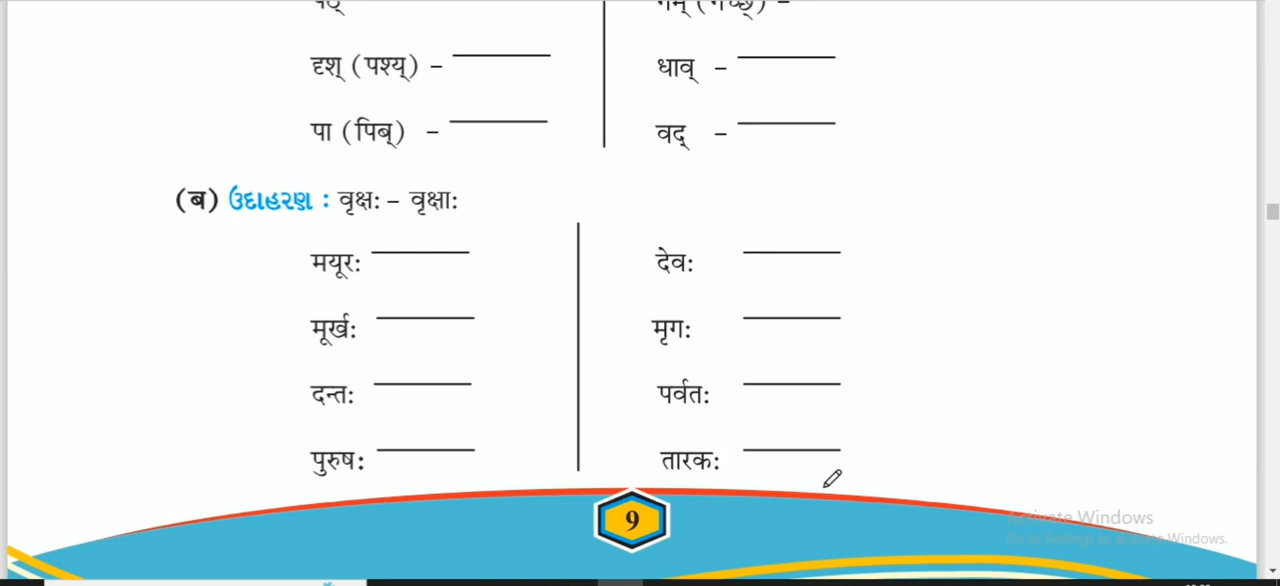 दृश् (पश्य्) -
धाव् -
पा (पिब्) -
वद् -
(ब) ઉદાહરણ : वृक्षः - वृक्षाः
मयूरः
देवः
मूर्खः
मृगः
दन्तः
पर्वतः
पुरुषः
तारकः
9
Activate Windows
Go to Settings to activate Windows.